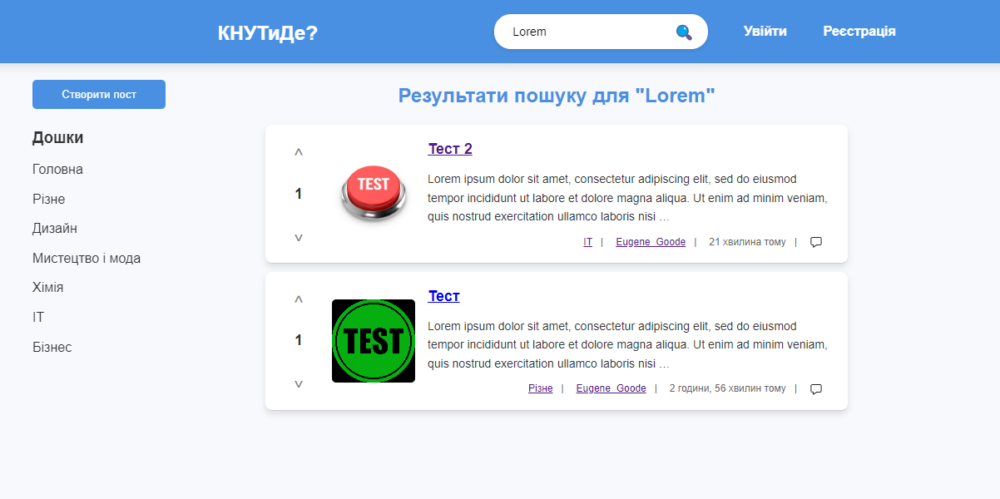 КНУТиДе?
Lorem
Увійти
Реєстрація
Створити пост
Дошки
Головна
Різне
Дизайн
Мистецтво і мода
Хімія
IT
Бізнес
Результати пошуку для "Lorem"
1
TEST
Тест 2
Lorem ipsum dolor sit amet, consectetur adipiscing elit, sed do eiusmod
tempor incididunt ut labore et dolore magna aliqua. Ut enim ad minim veniam,
quis nostrud exercitation ullamco laboris nisi …
IT | Eugene_Goode | 21 хвилина тому |
1
TEST
Тест
Lorem ipsum dolor sit amet, consectetur adipiscing elit, sed do eiusmod
tempor incididunt ut labore et dolore magna aliqua. Ut enim ad minim veniam,
quis nostrud exercitation ullamco laboris nisi …
Різне | Eugene_Goode | 2 години, 56 хвилин тому |